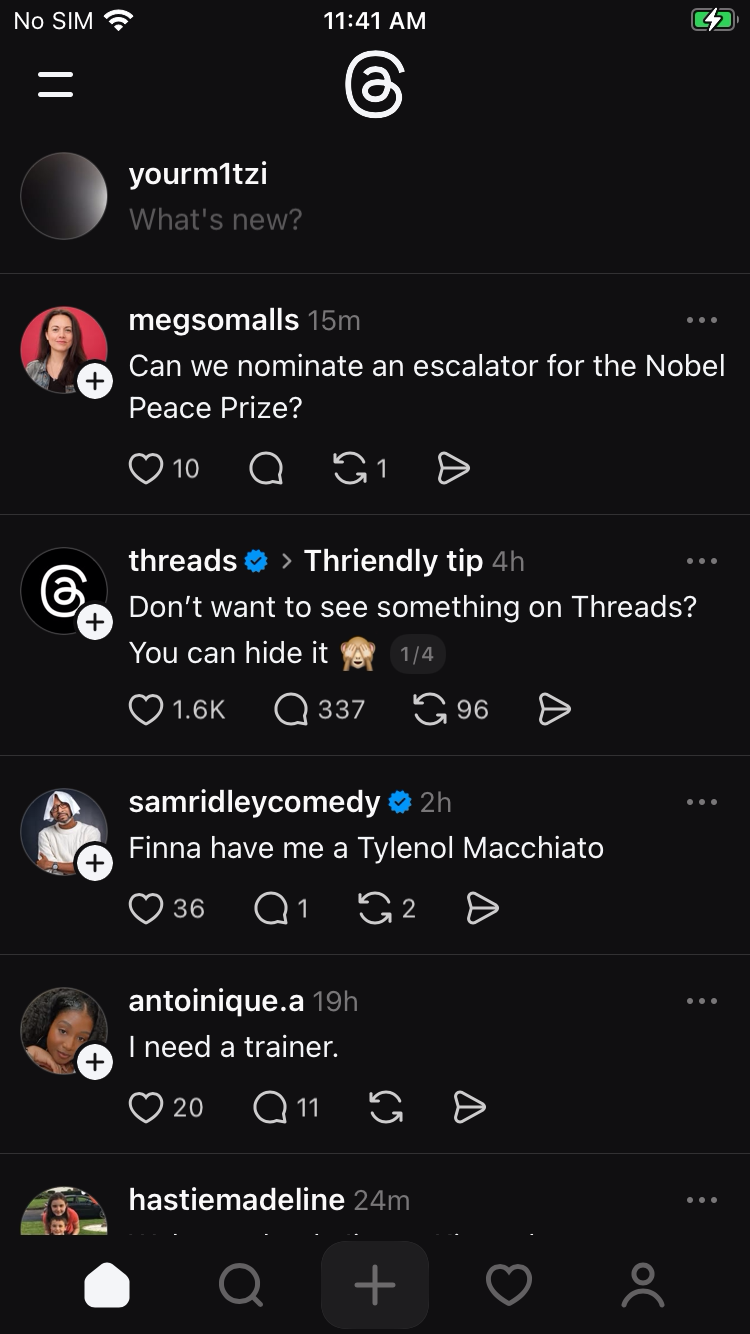 No SIM 11:41 AM
yourm1tzi
What's new?
megsomalls 15m
Can we nominate an escalator for the Nobel
Peace Prize?
10 1
threads > Thriendly tip 4h
Don’t want to see something on Threads?
You can hide it 🙈 1/4
1.6K 337 96
samridleycomedy 2h
Finna have me a Tylenol Macchiato
36 1 2
antoinique.a 19h
I need a trainer.
20 11
hastiemadeline 24m